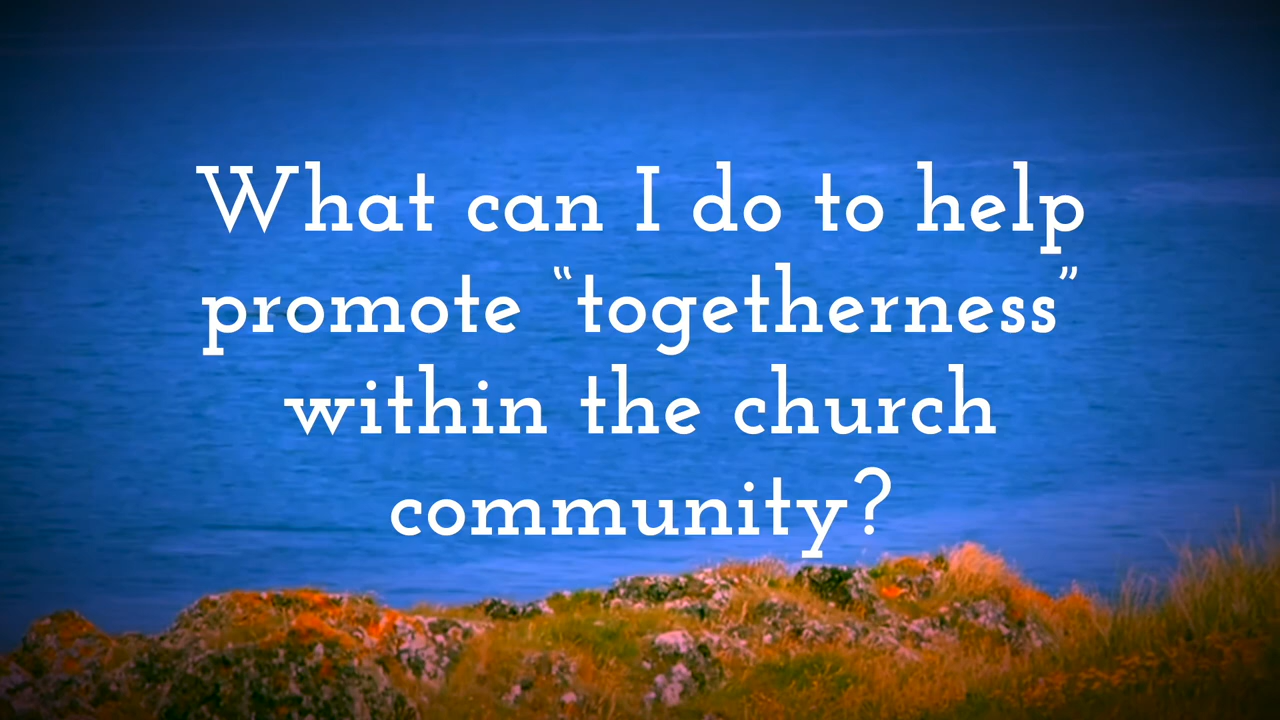 What can I do to help
promote “togetherness”
within the church
community?